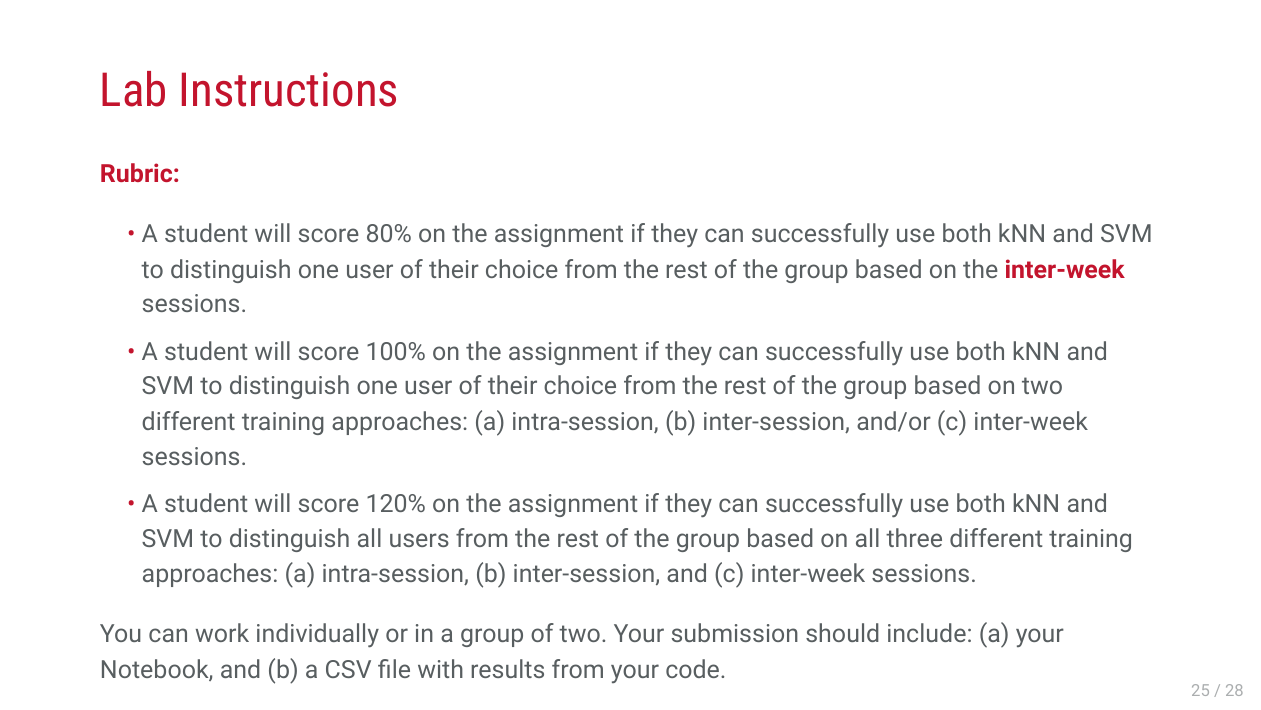 Lab Instructions
Rubric:
• A student will score 80% on the assignment if they can successfully use both kNN and SVM
to distinguish one user of their choice from the rest of the group based on the inter-week
sessions.
• A student will score 100% on the assignment if they can successfully use both kNN and
SVM to distinguish one user of their choice from the rest of the group based on two
different training approaches: (a) intra-session, (b) inter-session, and/or (c) inter-week
sessions.
• A student will score 120% on the assignment if they can successfully use both kNN and
SVM to distinguish all users from the rest of the group based on all three different training
approaches: (a) intra-session, (b) inter-session, and (c) inter-week sessions.
You can work individually or in a group of two. Your submission should include: (a) your
Notebook, and (b) a CSV file with results from your code.
25 / 28